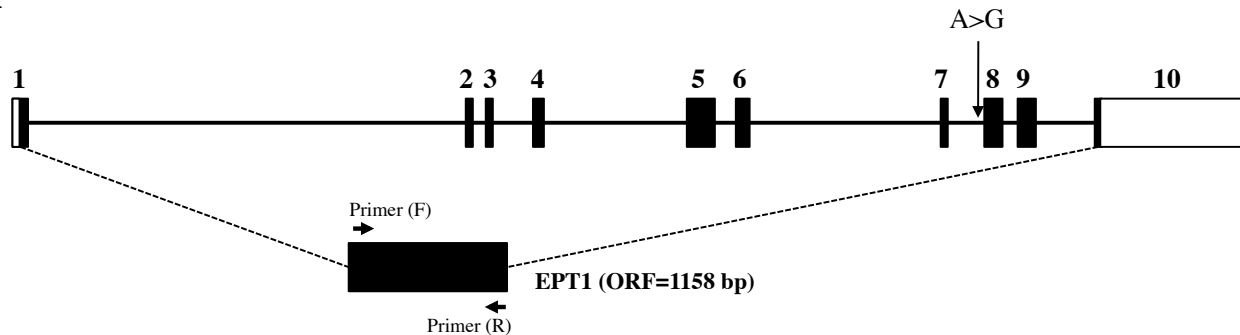 A>G
1 2 3 4 5 6 7 8 9 10
Primer (F)
EPT1 (ORF=1158 bp)
Primer (R)